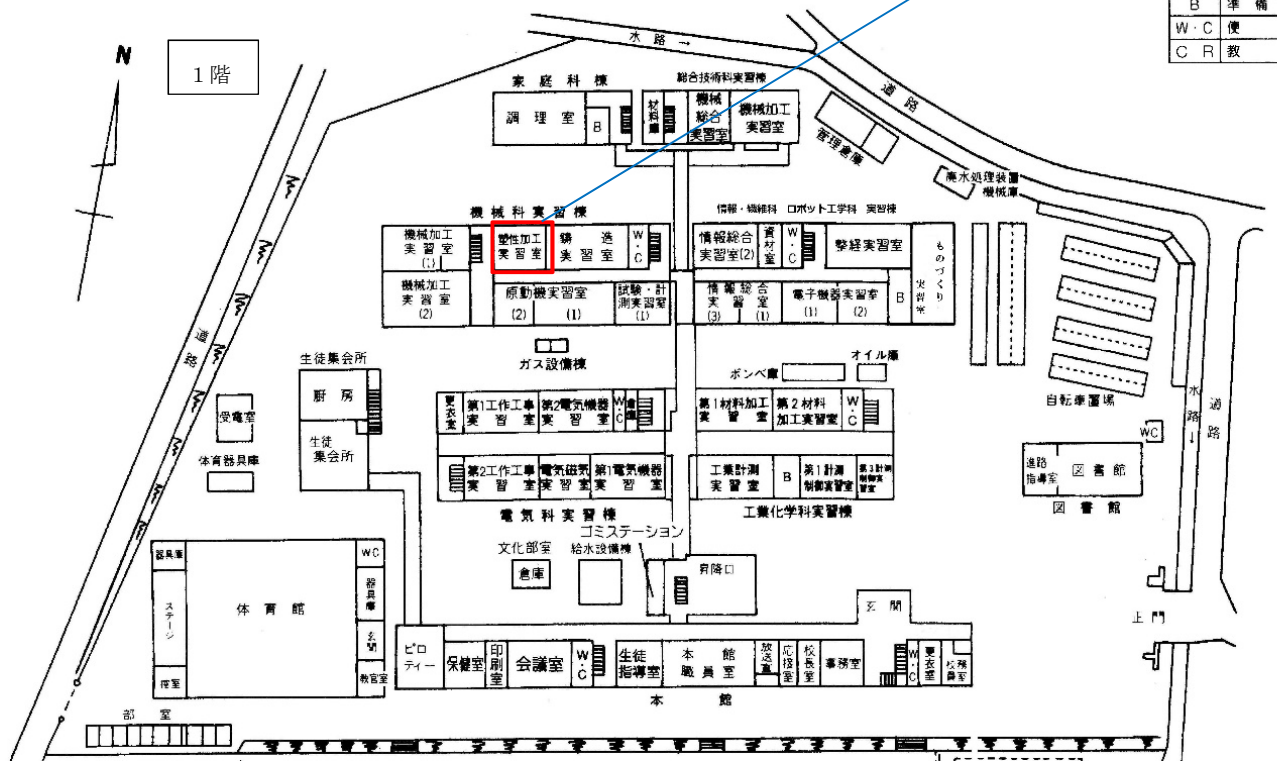 B 準備
W・C 便
C R 教
N
1階
水路→
道路
家庭科棟
総合技術科実習棟
調理室
B
材料庫
機械総合実習室
機械加工実習室
管理倉庫
廃水処理装置
機械庫
機械科実習棟
情報・繊維科 ロボット工学科 実習棟
機械加工実習室(1)
塑性加工実習室
鋳造実習室
W・C
情報総合実習室(2)
資材室
W・C
ものづくり実習室
機械加工実習室(2)
原動機実習室
(2)
(1)
試験・計測実習室(1)
情報総合実習室
(3)
(1)
電子機器実習室
(1)
(2)
B
道路
ガス設備棟
ボンベ庫
オイル庫
自転車置場
水路→
道路
生徒集会所
厨房
生徒集会所
受電室
体育器具庫
更衣室
第1工作工事実習室
第2電気機器実習室
W・C
倉庫
第1材料加工実習室
第2材料加工実習室
W・C
WC
第2工作工事実習室
電気磁気実習室
第1電気機器実習室
工業計測実習室
B
第1計測制御実習室
進路指導室
図書館
図書館
電気科実習棟
工業化学科実習棟
ゴミステーション
文化部室
給水設備棟
倉庫
昇降口
玄関
正門
器具庫
WC
ステージ
体育館
器具庫
玄関
控室
教官室
ピロティー
保健室
印刷室
会議室
W・C
生徒指導室
本館職員室
放送室
応接室
校長室
事務室
W・C
更衣室
校務員室
本館
部室